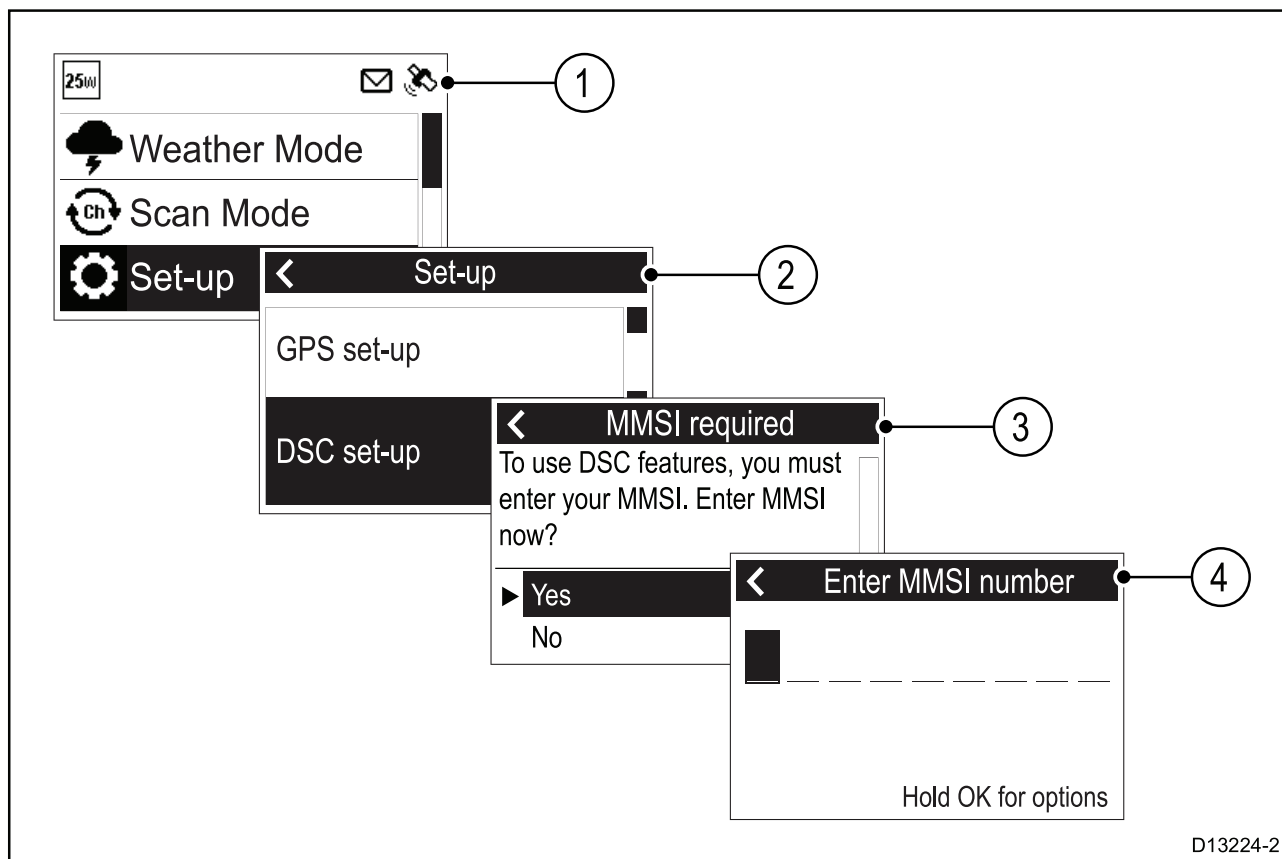 25W
1
Weather Mode
Ch
Scan Mode
Set-up
Set-up
2
GPS set-up
DSC set-up
MMSI required
3
To use DSC features, you must
enter your MMSI. Enter MMSI
now?
Yes
No
Enter MMSI number
4
Hold OK for options
D13224-2